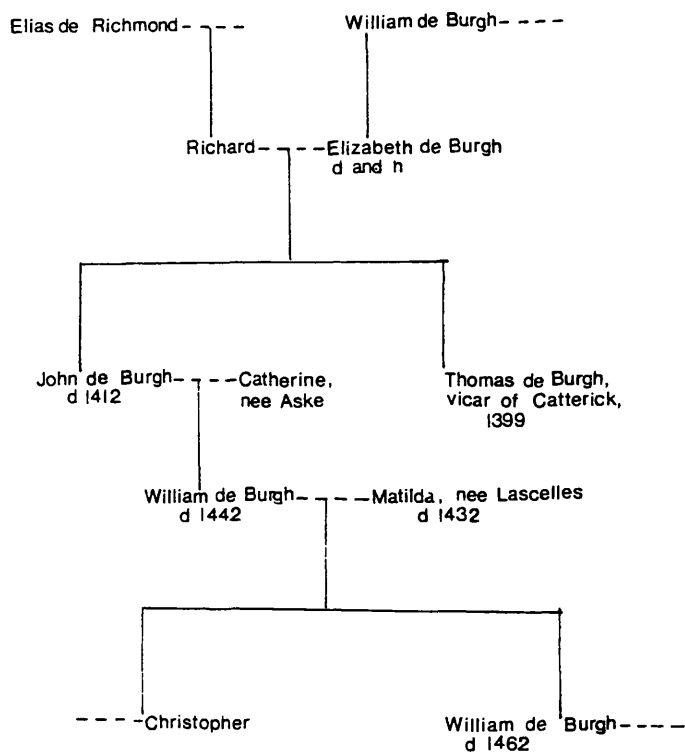 Elias de Richmond
William de Burgh
Richard
Elizabeth de Burgh
d and h
John de Burgh
d 1412
Catherine,
nee Aske
Thomas de Burgh,
vicar of Catterick,
1399
William de Burgh
d 1442
Matilda, nee Lascelles
d 1432
Christopher
William de Burgh
d 1462